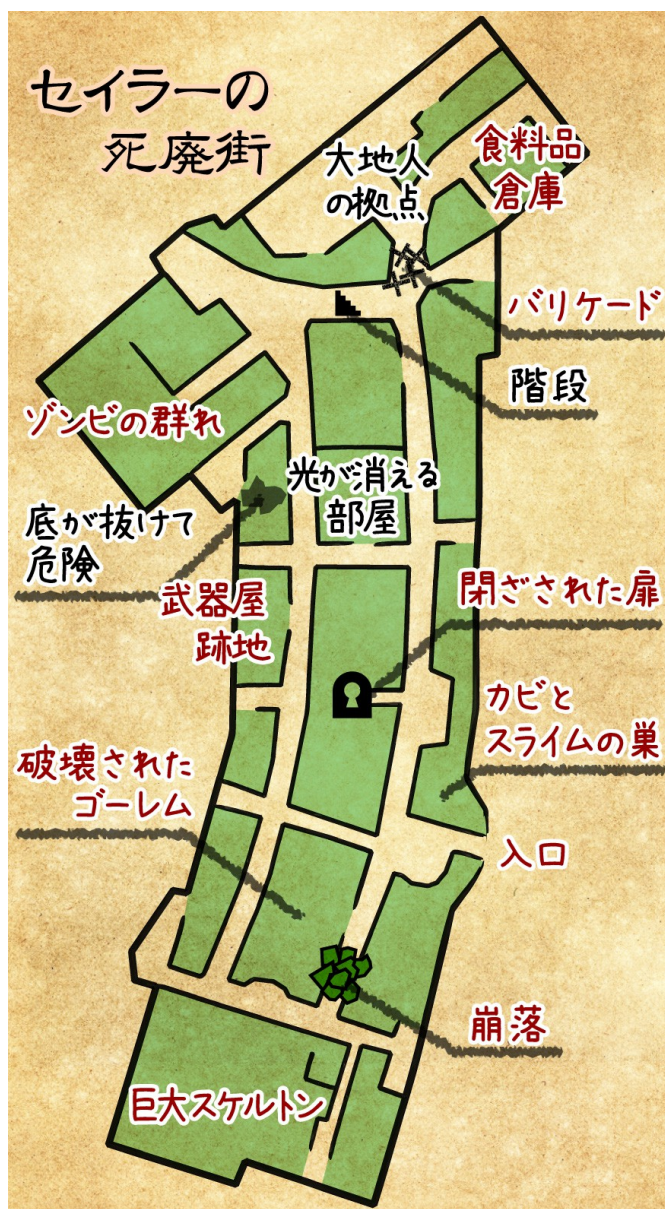 セイラーの
死廃街
大地人
の拠点
食料品
倉庫
バリケード
階段
ゾンビの群れ
光が消える
部屋
底が抜けて
危険
武器屋
跡地
閉ざされた扉
カビと
スライムの巣
破壊された
ゴーレム
入口
崩落
巨大スケルトン